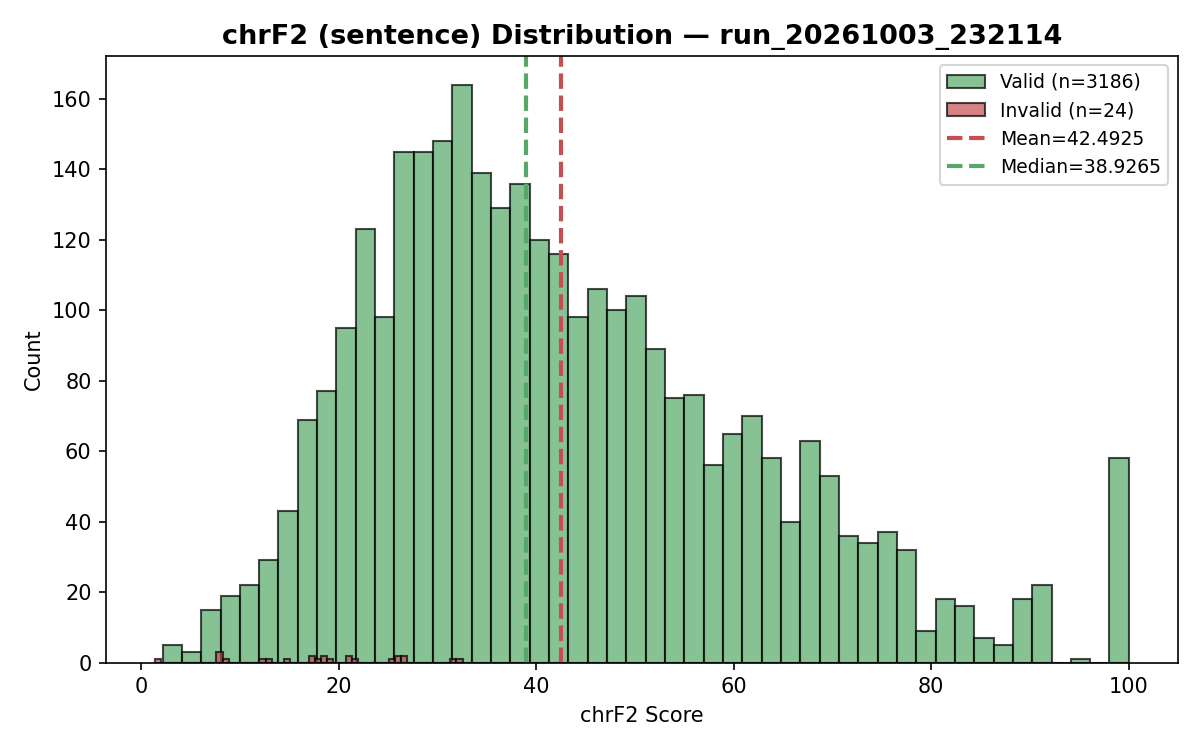 chrF2 (sentence) Distribution — run_20261003_232114
Valid (n=3186)
Invalid (n=24)
Mean=42.4925
Median=38.9265
Count
160
140
120
100
80
60
40
20
0
0 20 40 60 80 100
chrF2 Score